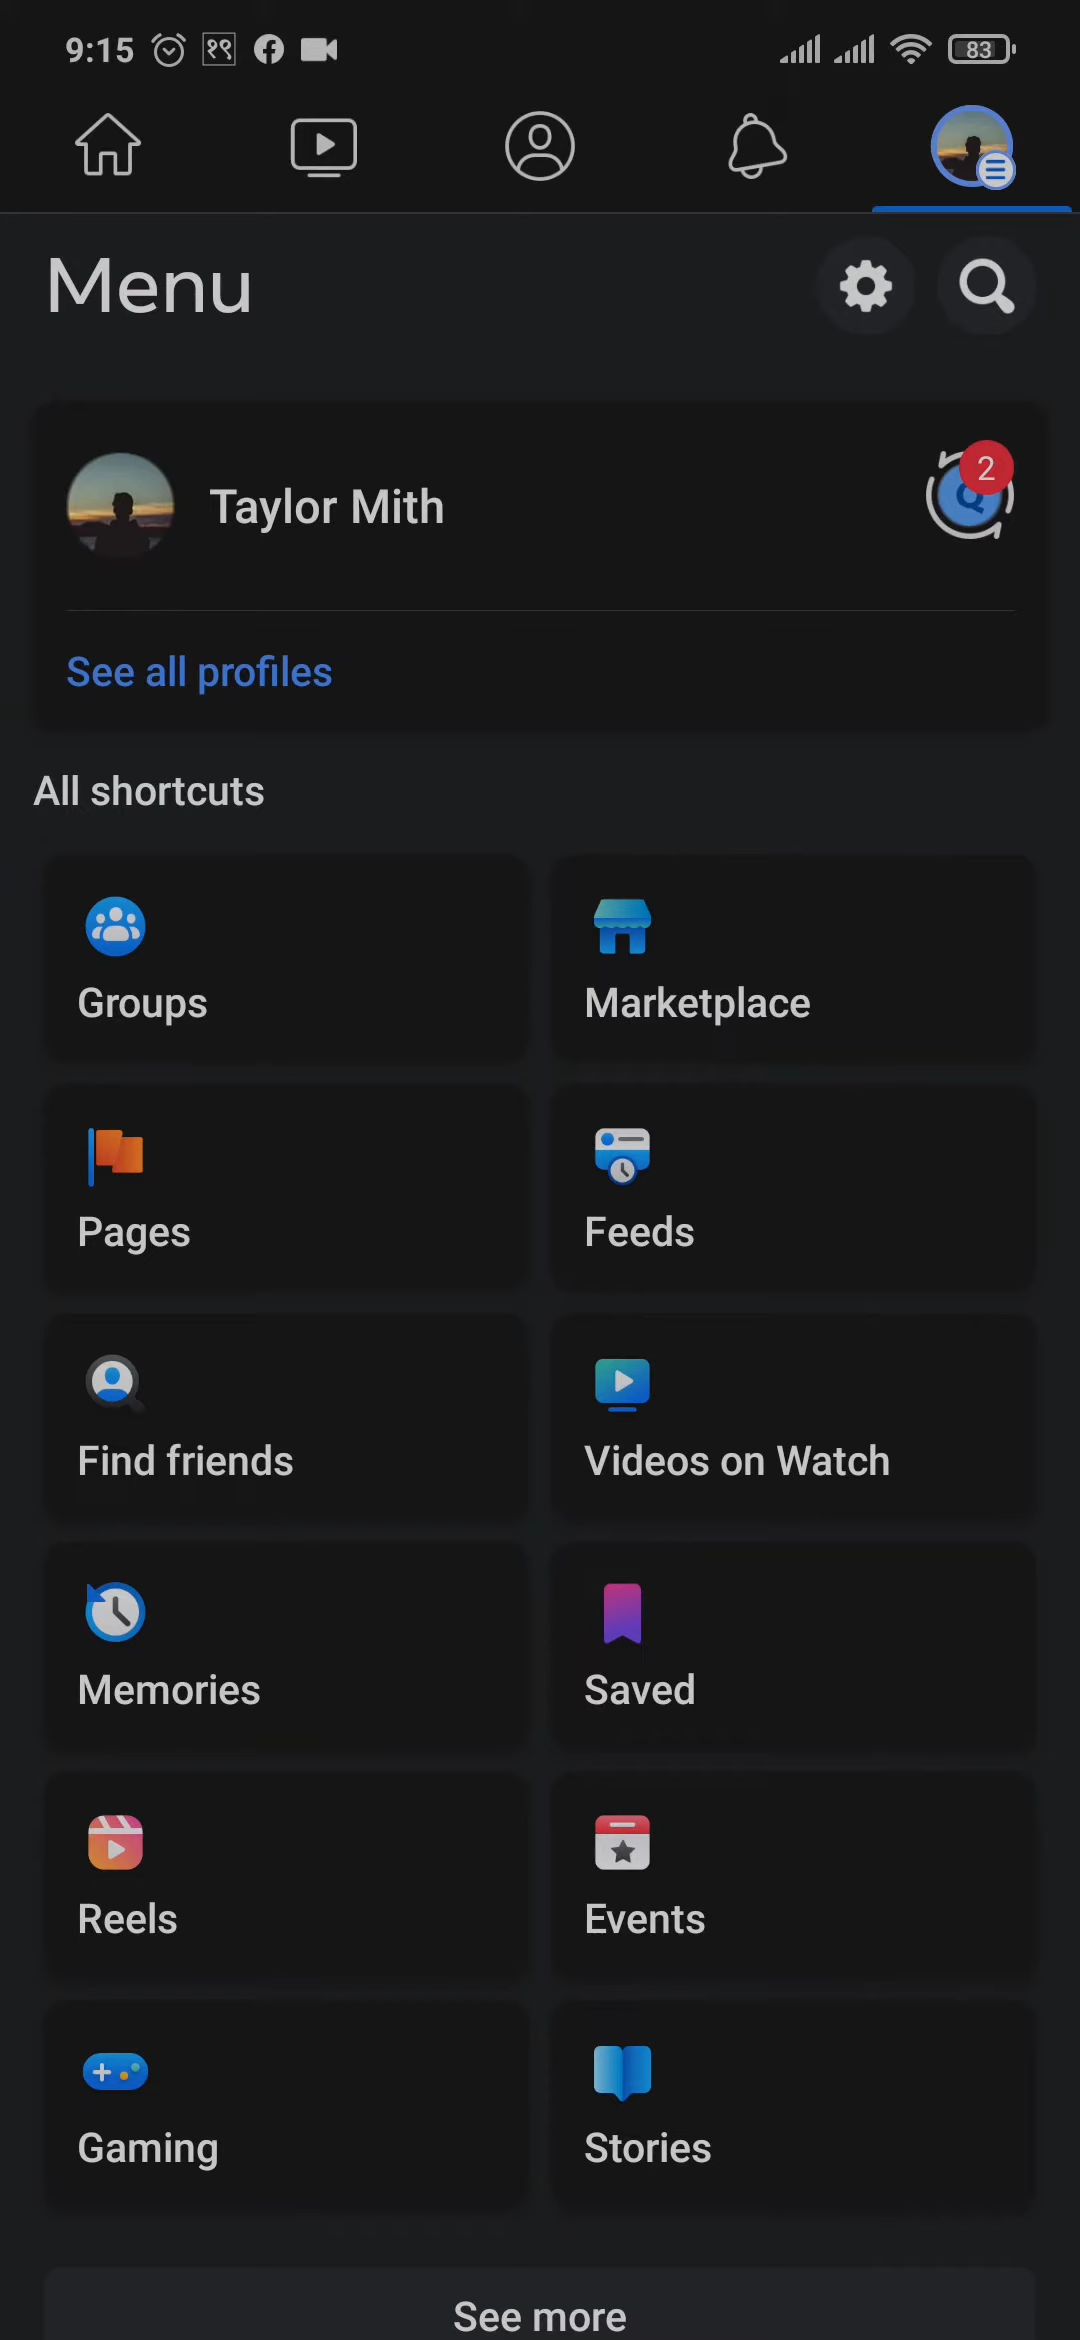 9:15 ११ 83
Menu
Taylor Mith
2
Q
See all profiles
All shortcuts
Groups
Marketplace
Pages
Feeds
Find friends
Videos on Watch
Memories
Saved
Reels
Events
Gaming
Stories
See more